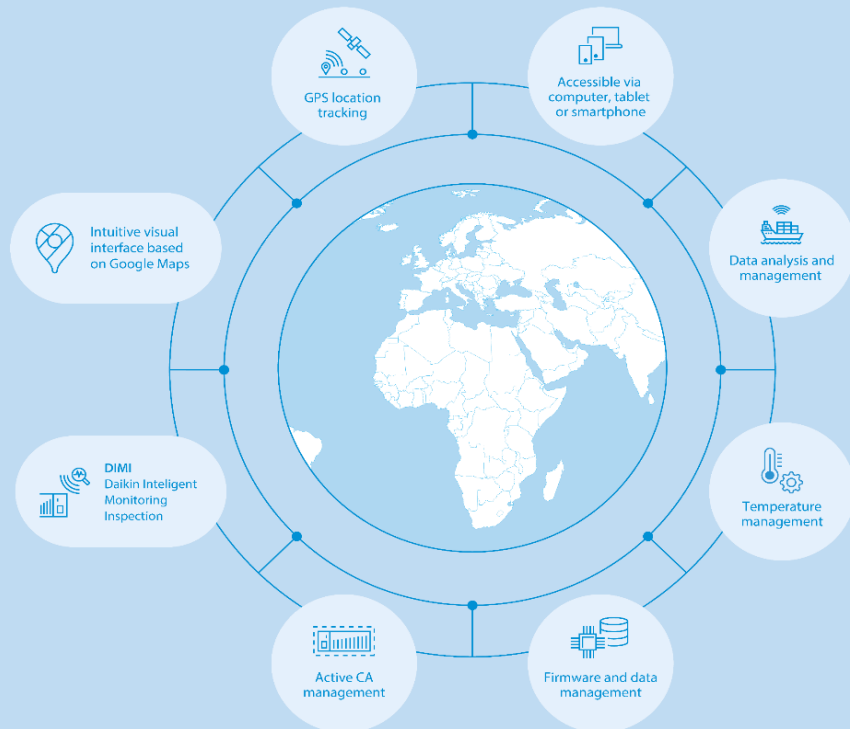 GPS location
tracking
Accessible via
computer, tablet
or smartphone
Intuitive visual
interface based
on Google Maps
Data analysis and
management
DIMI
Daikin Inteligent
Monitoring
Inspection
Temperature
management
Active CA
management
Firmware and data
management